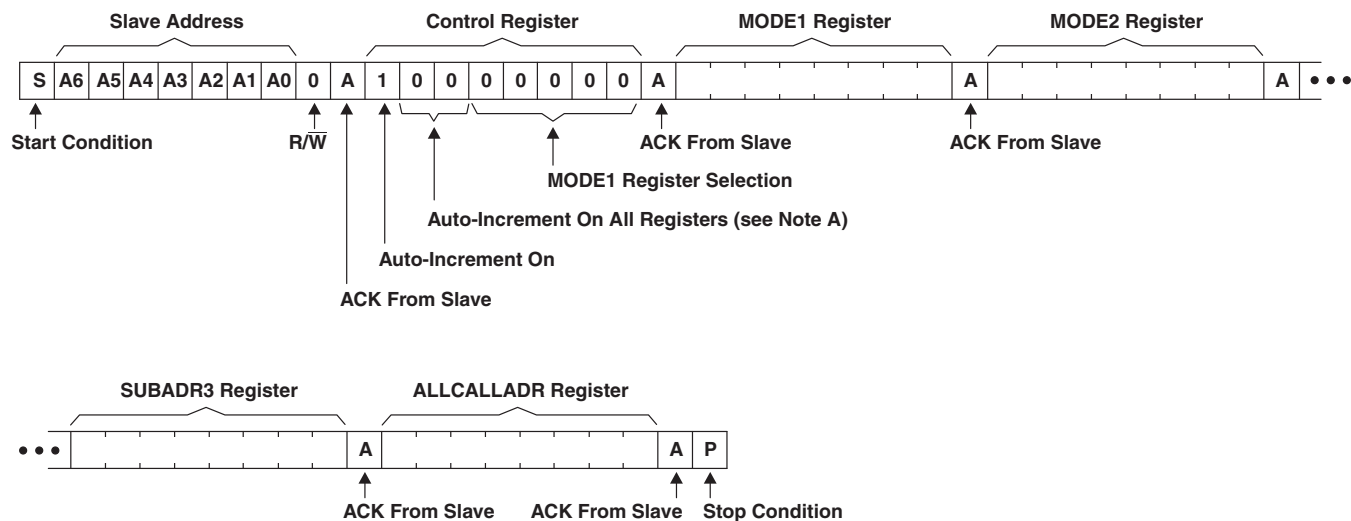 Slave Address Control Register MODE1 Register MODE2 Register
S A6 A5 A4 A3 A2 A1 A0 0 A 1 0 0 0 0 0 0 0 A A A •••
Start Condition R/W̅ ACK From Slave ACK From Slave
MODE1 Register Selection
Auto-Increment On All Registers (see Note A)
Auto-Increment On
ACK From Slave
SUBADR3 Register ALLCALLADR Register
••• A A P
ACK From Slave ACK From Slave Stop Condition